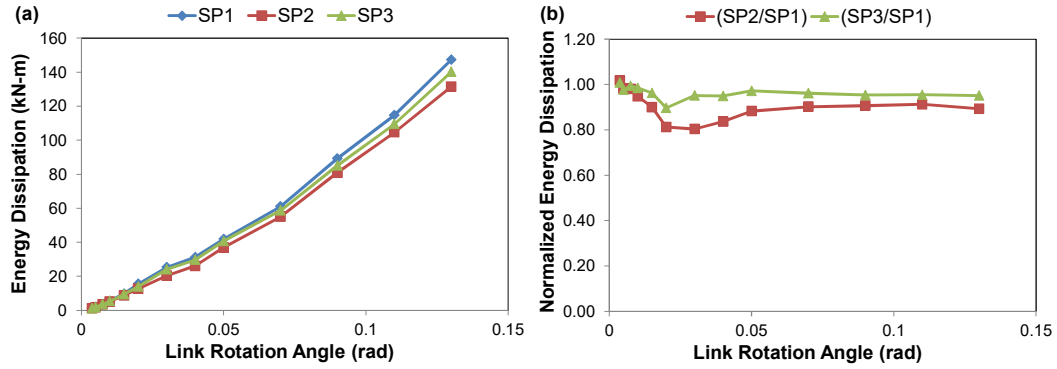 (a)
SP1 SP2 SP3
Energy Dissipation (kN-m)
160
140
120
100
80
60
40
20
0
0 0.05 0.1 0.15
Link Rotation Angle (rad)
(b)
(SP2/SP1) (SP3/SP1)
Normalized Energy Dissipation
1.20
1.00
0.80
0.60
0.40
0.20
0.00
0 0.05 0.1 0.15
Link Rotation Angle (rad)